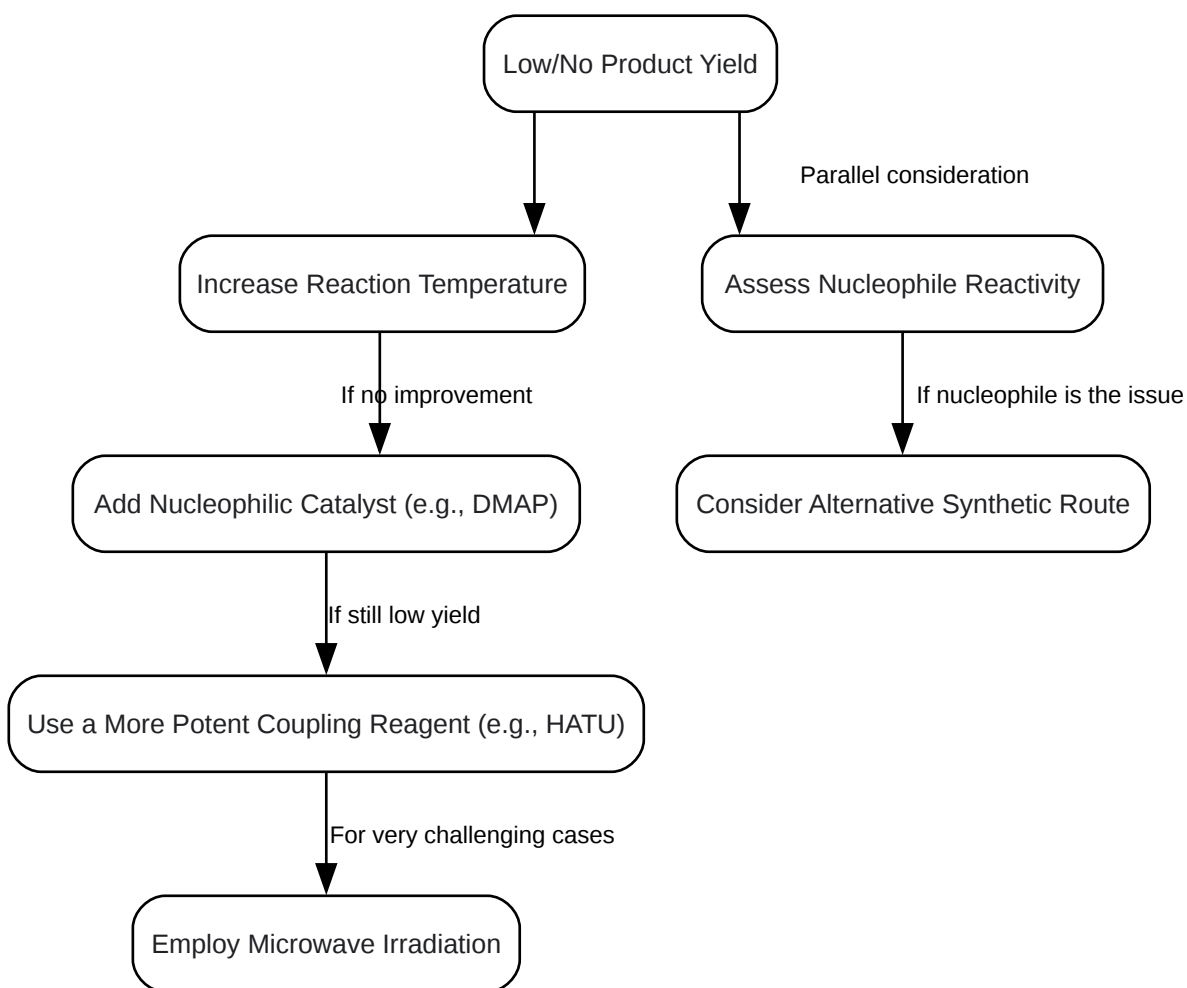 Low/No Product Yield
Parallel consideration
Increase Reaction Temperature
Assess Nucleophile Reactivity
If no improvement
If nucleophile is the issue
Add Nucleophilic Catalyst (e.g., DMAP)
Consider Alternative Synthetic Route
If still low yield
Use a More Potent Coupling Reagent (e.g., HATU)
For very challenging cases
Employ Microwave Irradiation